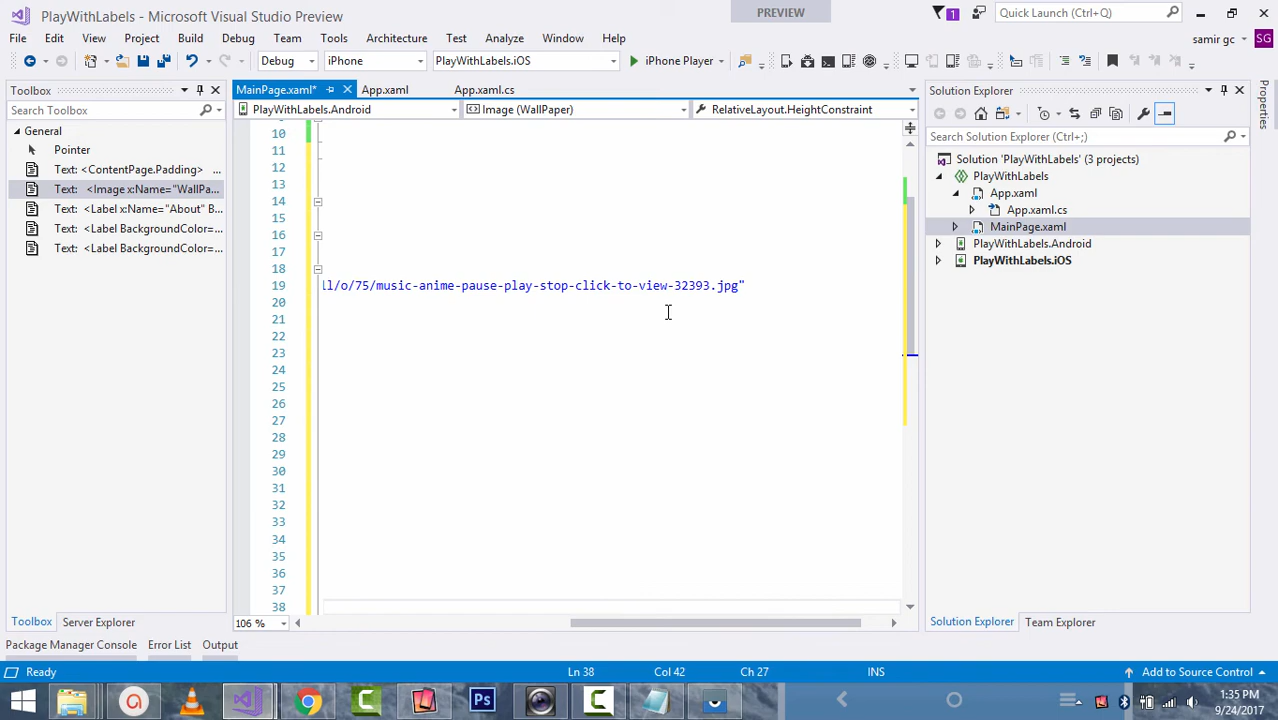 PlayWithLabels - Microsoft Visual Studio Preview
PREVIEW
1
Quick Launch (Ctrl+Q)
File Edit View Project Build Debug Team Tools Architecture Test Analyze Window Help
samir gc
SG
Debug iPhone PlayWithLabels.iOS iPhone Player
Toolbox
MainPage.xaml* App.xaml App.xaml.cs
Solution Explorer
Properties
Search Toolbox
PlayWithLabels.Android Image (WallPaper) RelativeLayout.HeightConstraint
Search Solution Explorer (Ctrl+;)
General
Pointer
Text: <ContentPage.Padding> ...
Text: <Image x:Name="WallPa...
Text: <Label x:Name="About" B...
Text: <Label BackgroundColor=...
Text: <Label BackgroundColor=...
10
11
12
13
14
15
16
17
18
19 ll/o/75/music-anime-pause-play-stop-click-to-view-32393.jpg"
20
21
22
23
24
25
26
27
28
29
30
31
32
33
34
35
36
37
38
Solution 'PlayWithLabels' (3 projects)
PlayWithLabels
App.xaml
App.xaml.cs
MainPage.xaml
PlayWithLabels.Android
PlayWithLabels.iOS
106 %
Toolbox Server Explorer
Solution Explorer Team Explorer
Package Manager Console Error List Output
Ready Ln 38 Col 42 Ch 27 INS Add to Source Control
Ps
1:35 PM
9/24/2017